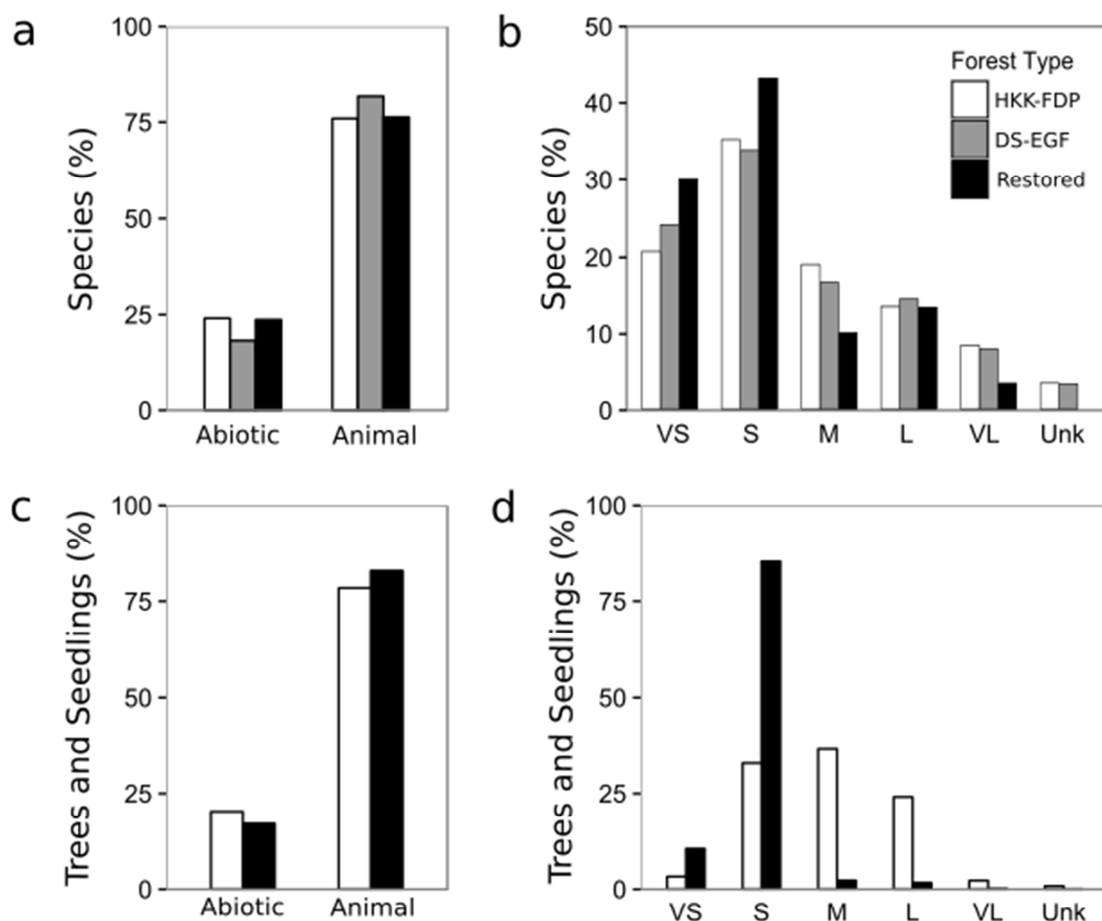 a
Species (%)
100
75
50
25
0
Abiotic Animal
b
Species (%)
50
40
30
20
10
0
Forest Type
HKK-FDP
DS-EGF
Restored
VS S M L VL Unk
c
Trees and Seedlings (%)
100
75
50
25
0
Abiotic Animal
d
Trees and Seedlings (%)
100
75
50
25
0
VS S M L VL Unk